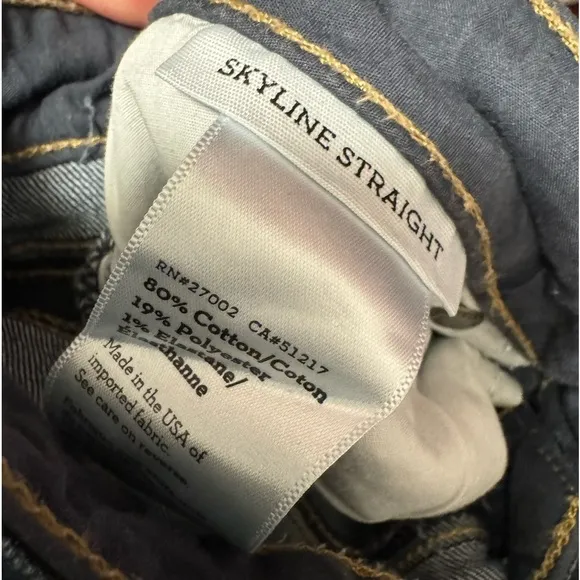 SKYLINE STRAIGHT
RN#27002 CA#51217
80% Cotton/Coton
19% Polyester
1% Elastane/
Élasthanne
Made in the USA of
imported fabric.
See care on reverse.